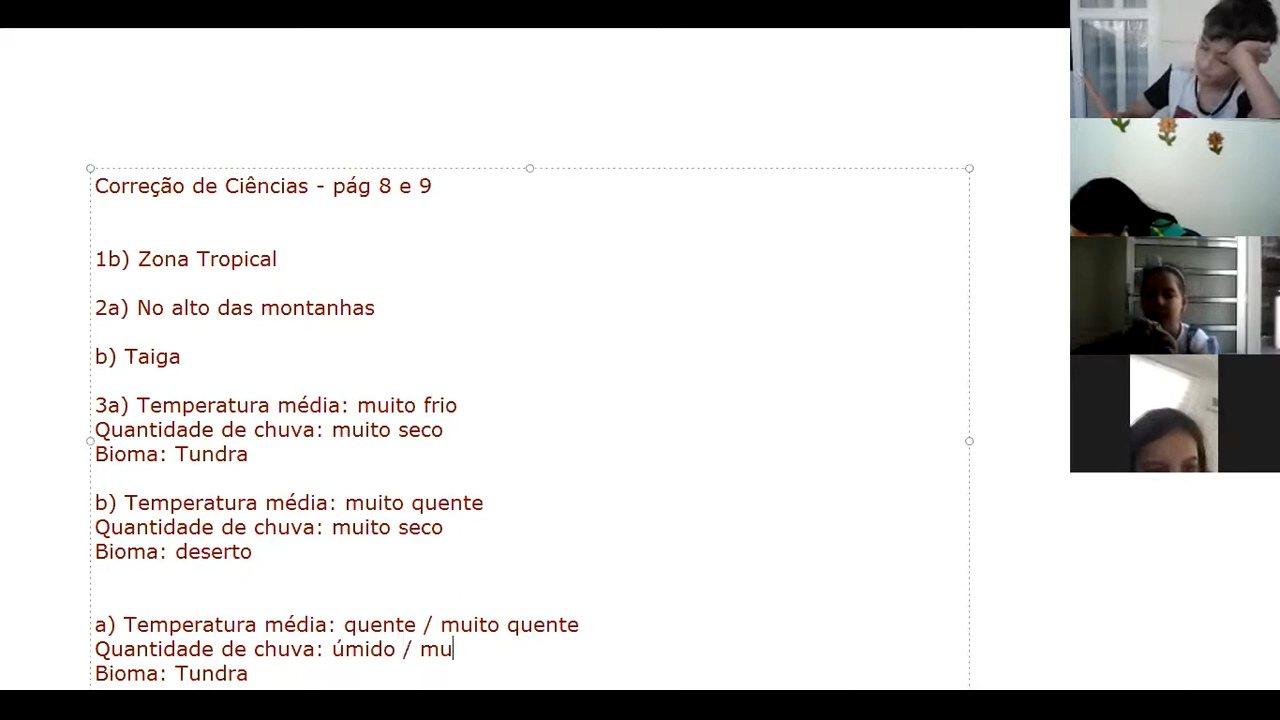 Correção de Ciências - pág 8 e 9
1b) Zona Tropical
2a) No alto das montanhas
b) Taiga
3a) Temperatura média: muito frio
Quantidade de chuva: muito seco
Bioma: Tundra
b) Temperatura média: muito quente
Quantidade de chuva: muito seco
Bioma: deserto
a) Temperatura média: quente / muito quente
Quantidade de chuva: úmido / mu
Bioma: Tundra